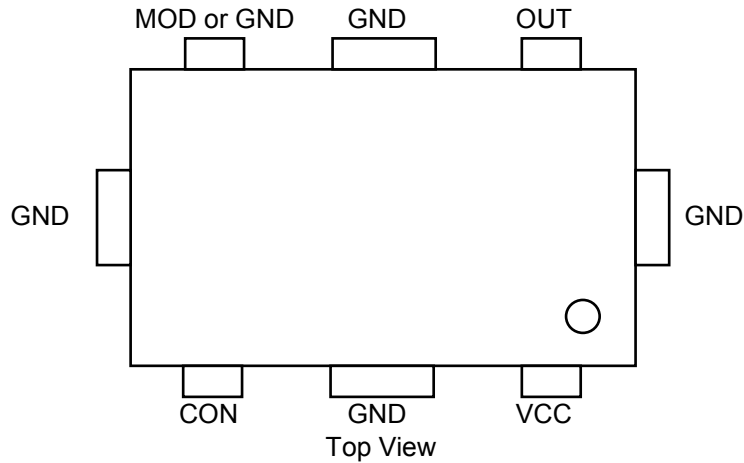 MOD or GND
GND
OUT
GND
GND
CON
GND
VCC
Top View